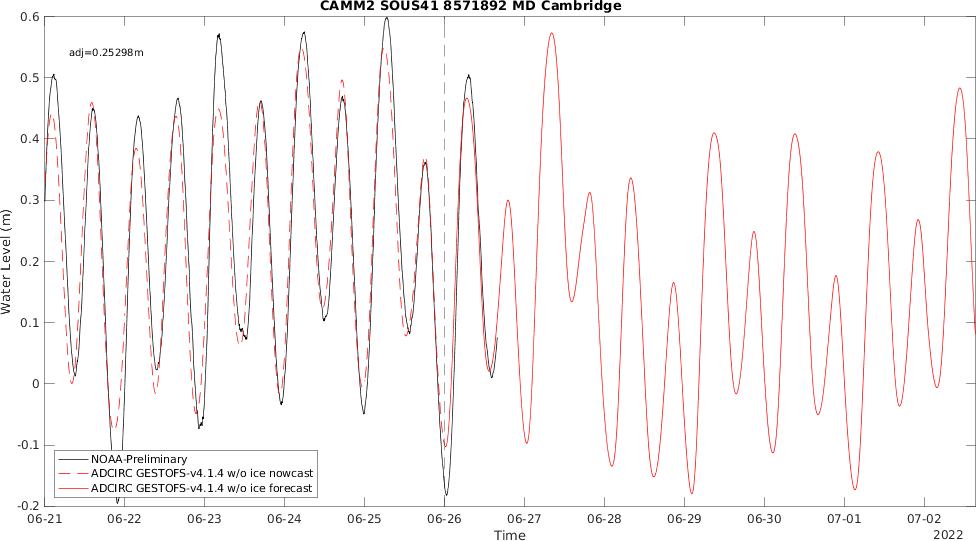 CAMM2 SOUS41 8571892 MD Cambridge
adj=0.25298m
Water Level (m)
0.6
0.5
0.4
0.3
0.2
0.1
0
-0.1
-0.2
NOAA-Preliminary
ADCIRC GESTOFS-v4.1.4 w/o ice nowcast
ADCIRC GESTOFS-v4.1.4 w/o ice forecast
06-21 06-22 06-23 06-24 06-25 06-26 06-27 06-28 06-29 06-30 07-01 07-02
Time
2022